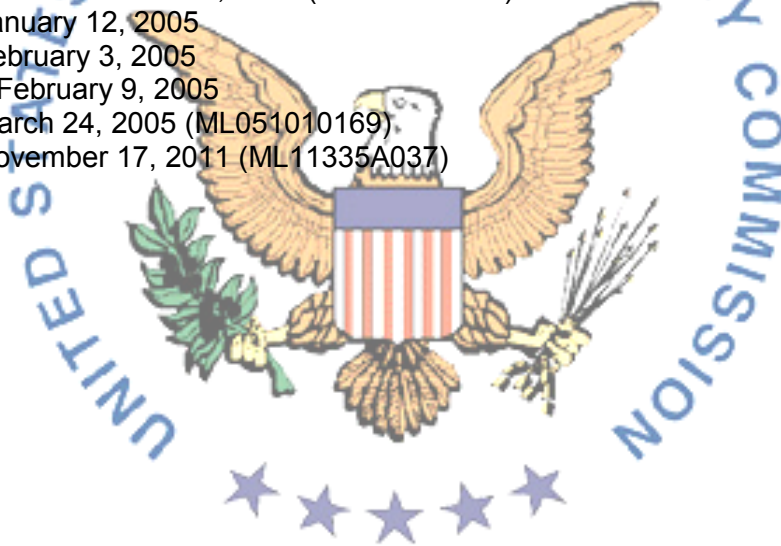 anuary 12, 2005
ebruary 3, 2005
February 9, 2005
arch 24, 2005 (ML051010169)
ovember 17, 2011 (ML11335A037)
UNITED STATES
Y COMMISSION